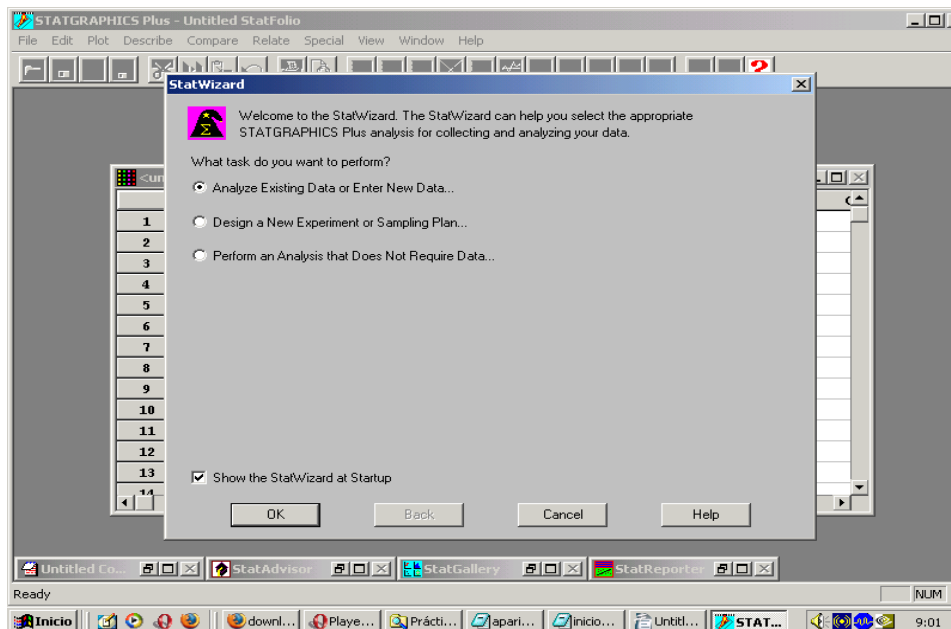 STATGRAPHICS Plus - Untitled StatFolio
File Edit Plot Describe Compare Relate Special View Window Help
StatWizard
Welcome to the StatWizard. The StatWizard can help you select the appropriate
STATGRAPHICS Plus analysis for collecting and analyzing your data.
What task do you want to perform?
Analyze Existing Data or Enter New Data...
Design a New Experiment or Sampling Plan...
Perform an Analysis that Does Not Require Data...
<un
1
2
3
4
5
6
7
8
9
10
11
12
13
14
Show the StatWizard at Startup
OK Back Cancel Help
Untitled Co... StatAdvisor StatGallery StatReporter
Ready NUM
Inicio downl... Playe... Prácti... apari... inicio... Untitl... STAT... 9:01